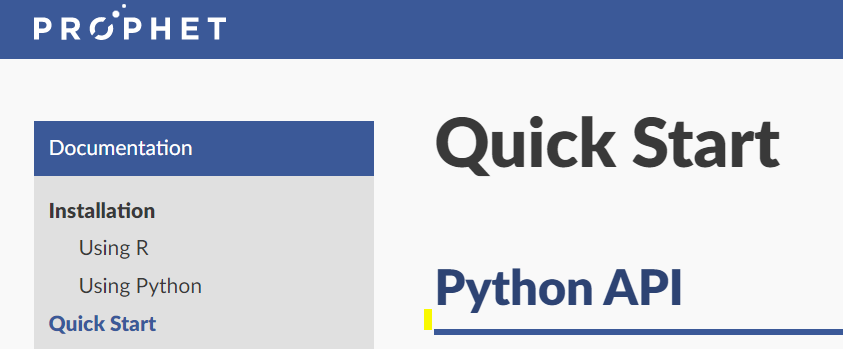 PROPHET
Documentation
Installation
Using R
Using Python
Quick Start
Quick Start
Python API